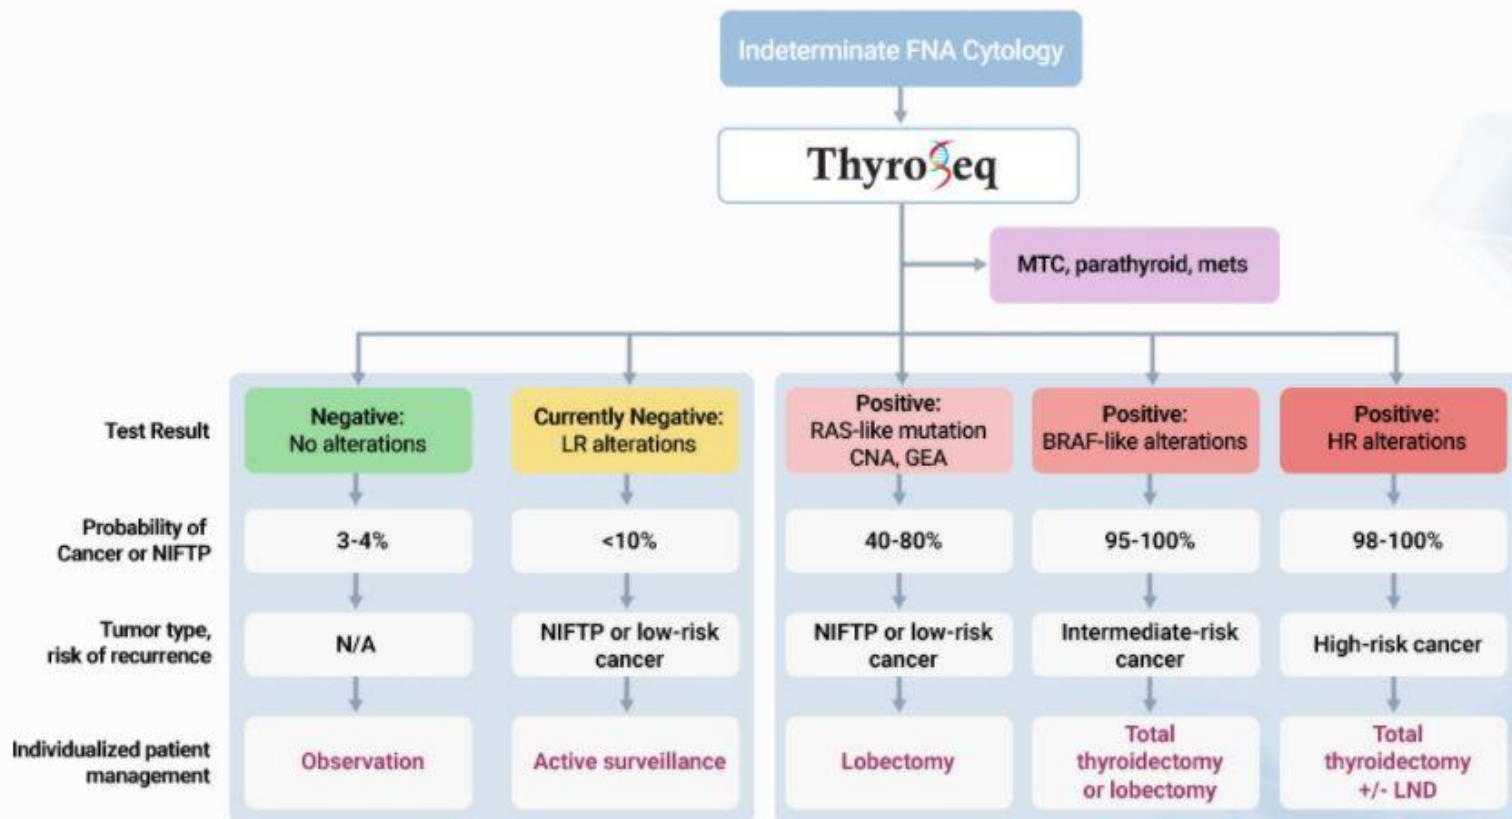 Indeterminate FNA Cytology
ThyroSeq
MTC, parathyroid, mets
Test Result
Negative:
No alterations
Currently Negative:
LR alterations
Positive:
RAS-like mutation
CNA, GEA
Positive:
BRAF-like alterations
Positive:
HR alterations
Probability of
Cancer or NIFTP
3-4%
<10%
40-80%
95-100%
98-100%
Tumor type,
risk of recurrence
N/A
NIFTP or low-risk
cancer
NIFTP or low-risk
cancer
Intermediate-risk
cancer
High-risk cancer
Individualized patient
management
Observation
Active surveillance
Lobectomy
Total
thyroidectomy
or lobectomy
Total
thyroidectomy
+/- LND